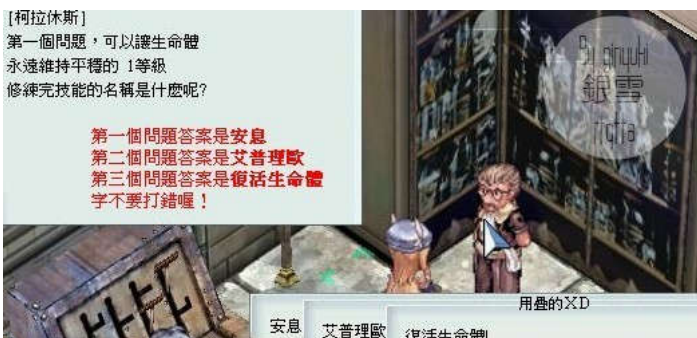 [柯拉休斯]
第一個問題，可以讓生命體
永遠維持平穩的 1等級
修練完技能的名稱是什麼呢?
第一個問題答案是安息
第二個問題答案是艾普理歐
第三個問題答案是復活生命體
字不要打錯喔！
By ginyuki
銀雪
用疊的XD
安息
艾普理歐
復活生命體